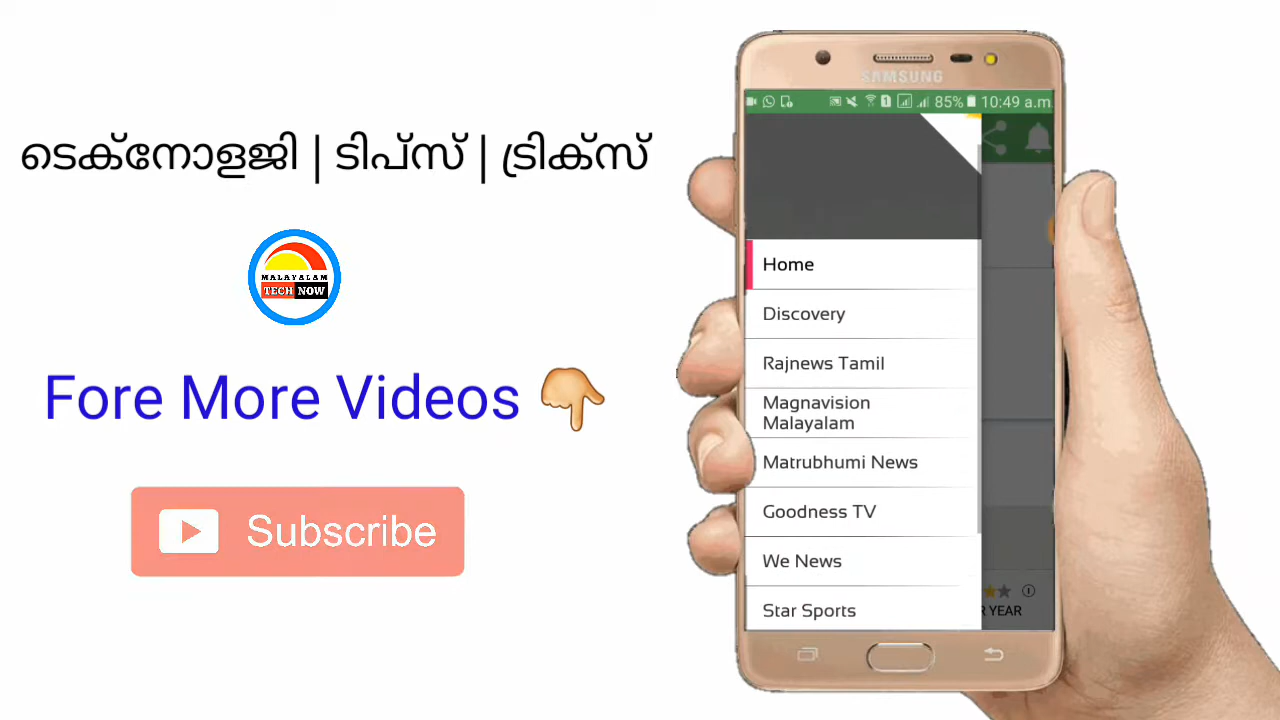 ടെക്നോളജി | ടിപ്സ് | ട്രിക്സ്
MALAYALAM
TECH NOW
Fore More Videos
Subscribe
SAMSUNG
85% 10:49 a.m.
Home
Discovery
Rajnews Tamil
Magnavision
Malayalam
Matrubhumi News
Goodness TV
We News
Star Sports
R YEAR